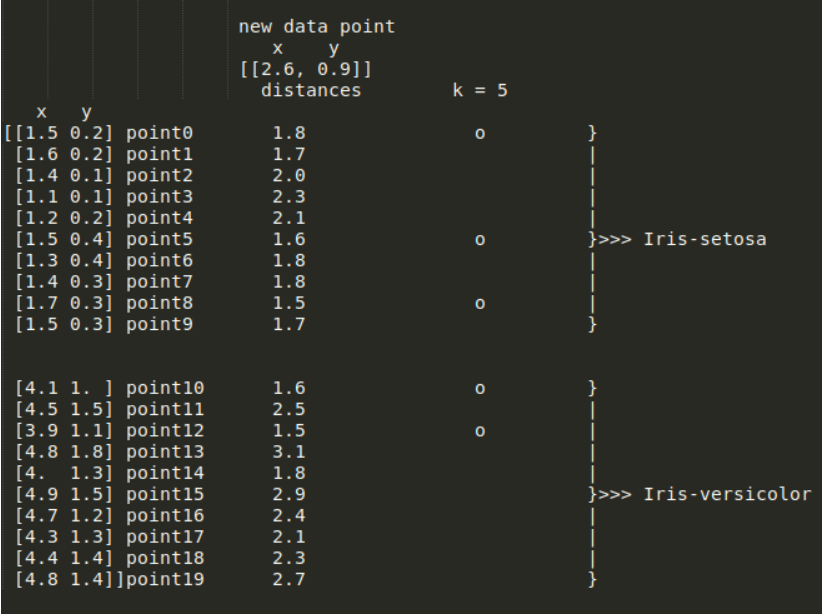 new data point
x y
[[2.6, 0.9]]
distances k = 5
x y
[[1.5 0.2] point0 1.8 o }
[1.6 0.2] point1 1.7 |
[1.4 0.1] point2 2.0 |
[1.1 0.1] point3 2.3 |
[1.2 0.2] point4 2.1 |
[1.5 0.4] point5 1.6 o }>>> Iris-setosa
[1.3 0.4] point6 1.8 |
[1.4 0.3] point7 1.8 |
[1.7 0.3] point8 1.5 o |
[1.5 0.3] point9 1.7 }
[4.1 1. ] point10 1.6 o }
[4.5 1.5] point11 2.5 |
[3.9 1.1] point12 1.5 o |
[4.8 1.8] point13 3.1 |
[4. 1.3] point14 1.8 |
[4.9 1.5] point15 2.9 }>>> Iris-versicolor
[4.7 1.2] point16 2.4 |
[4.3 1.3] point17 2.1 |
[4.4 1.4] point18 2.3 |
[4.8 1.4]]point19 2.7 }